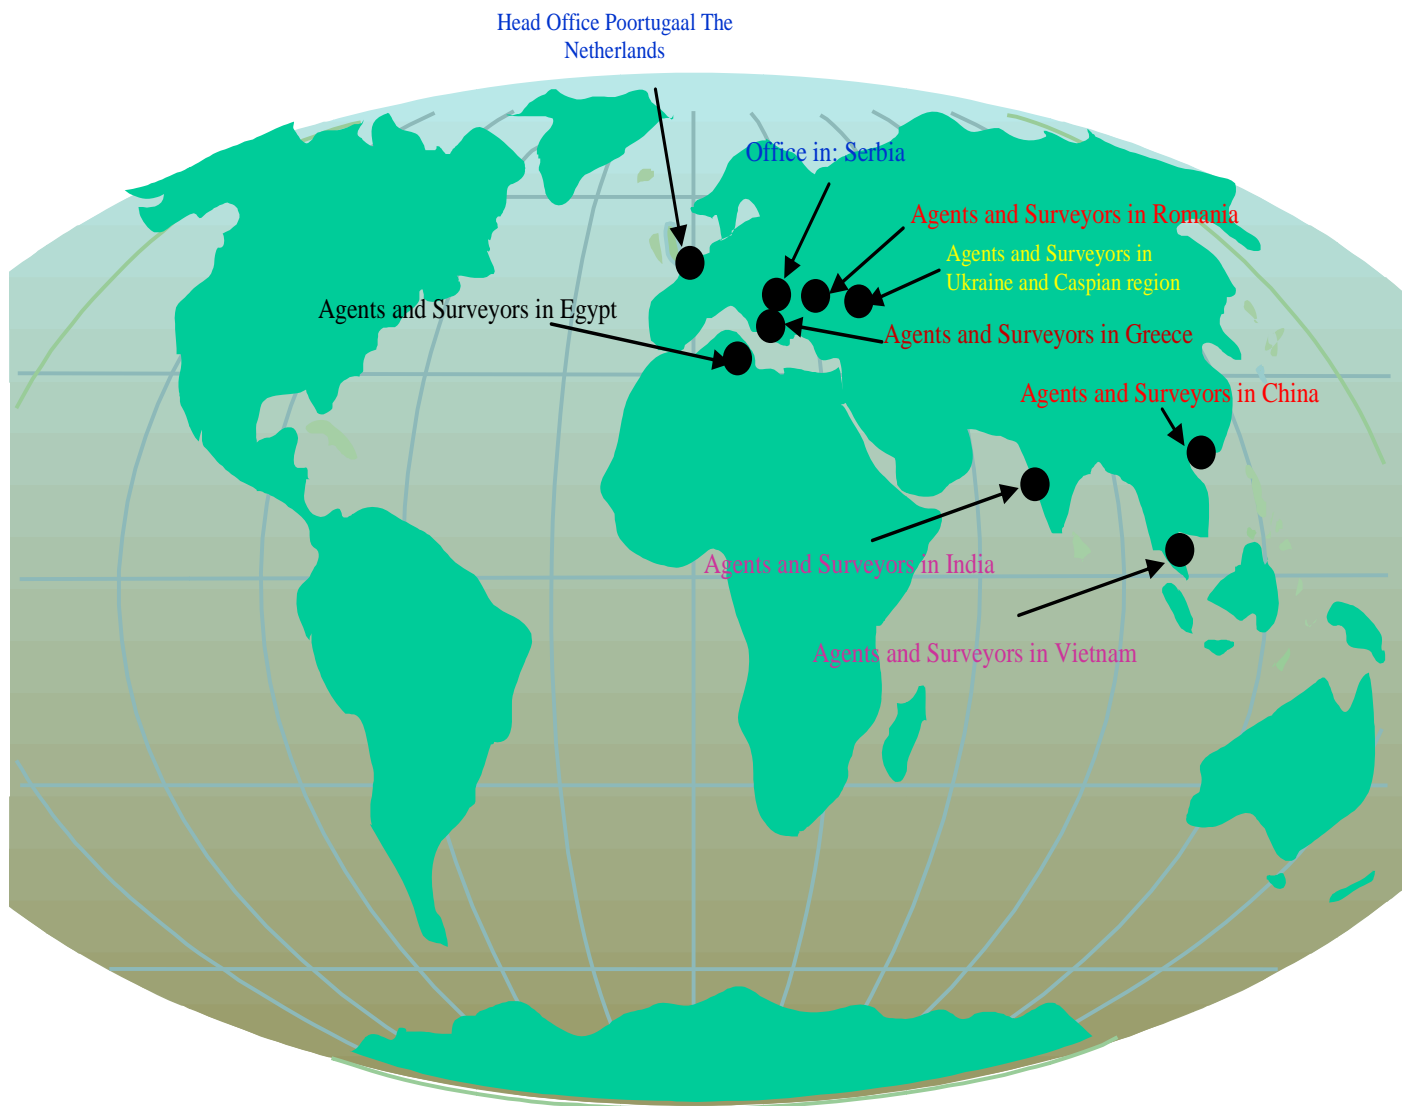 Head Office Poortugaal The
Netherlands
Office in: Serbia
Agents and Surveyors in Romania
Agents and Surveyors in
Ukraine and Caspian region
Agents and Surveyors in Egypt
Agents and Surveyors in Greece
Agents and Surveyors in China
Agents and Surveyors in India
Agents and Surveyors in Vietnam